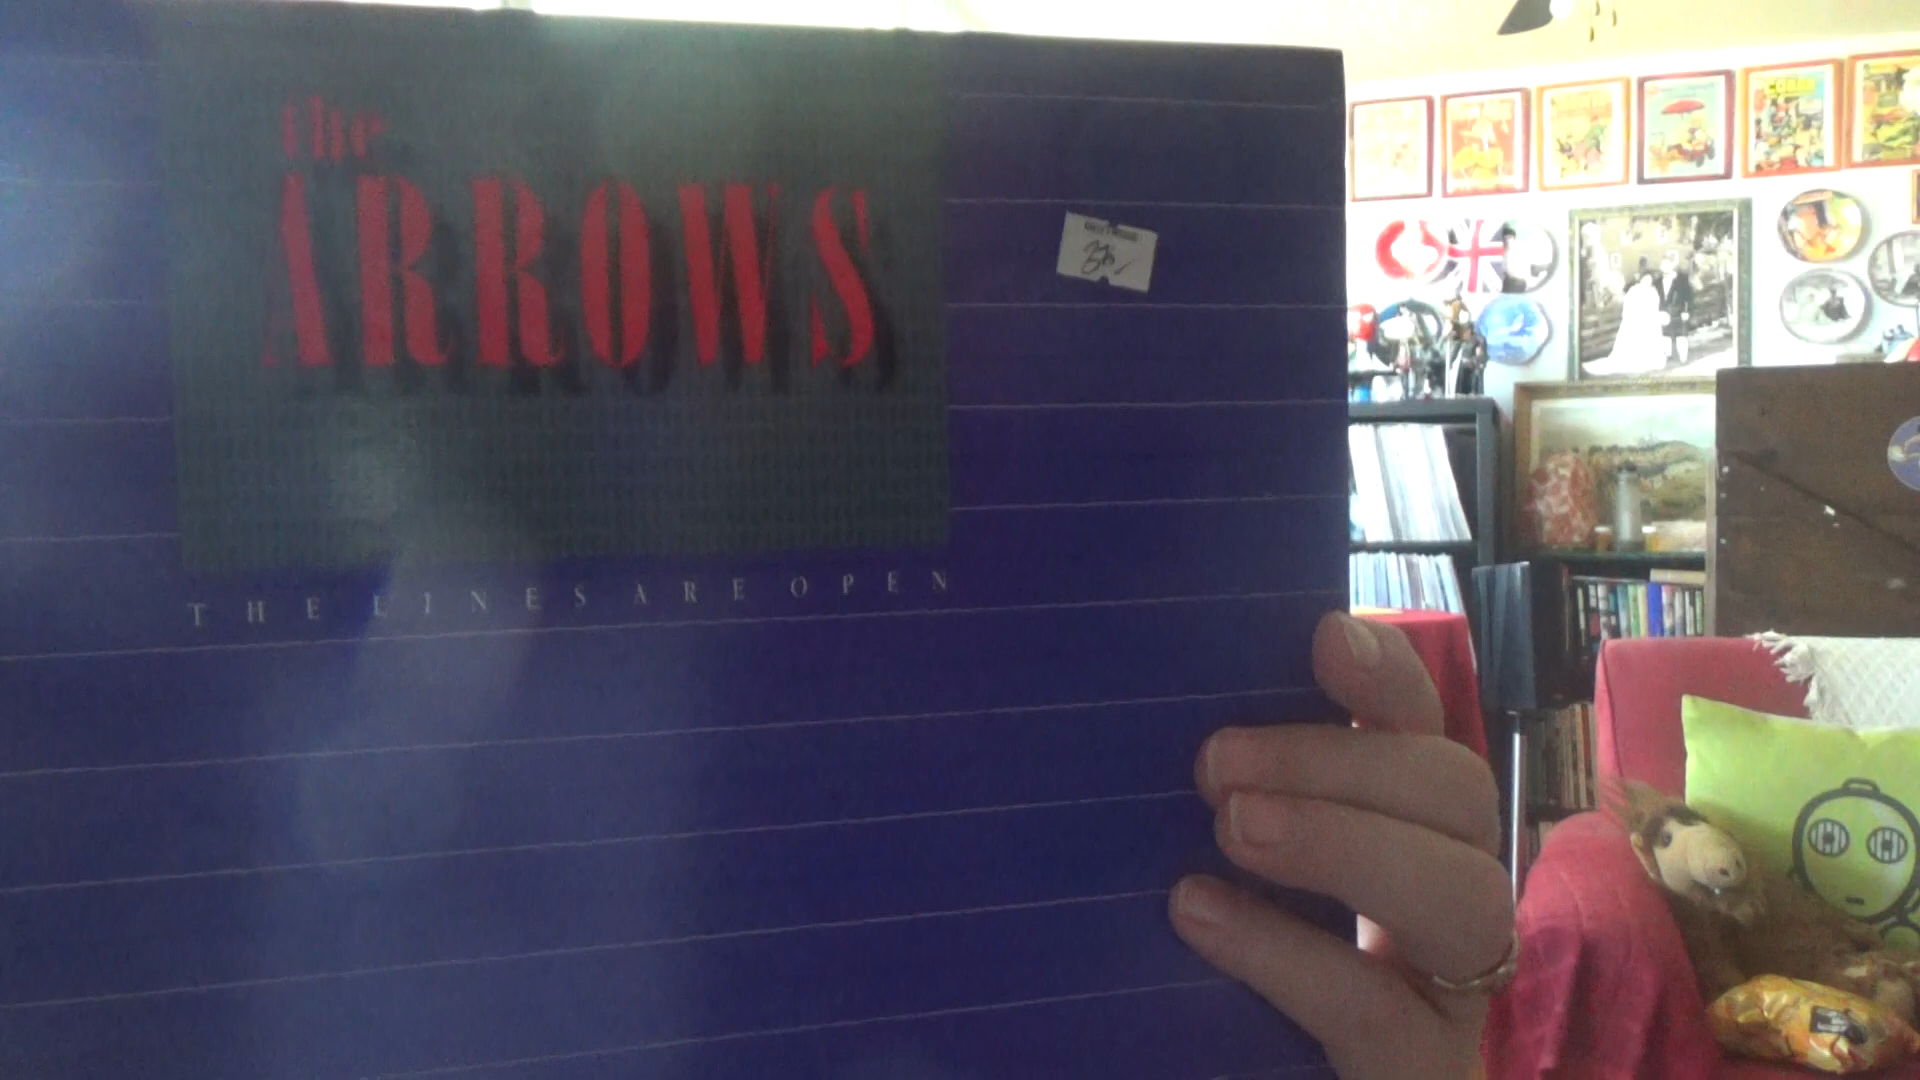 the
ARROWS
THE LINES ARE OPEN